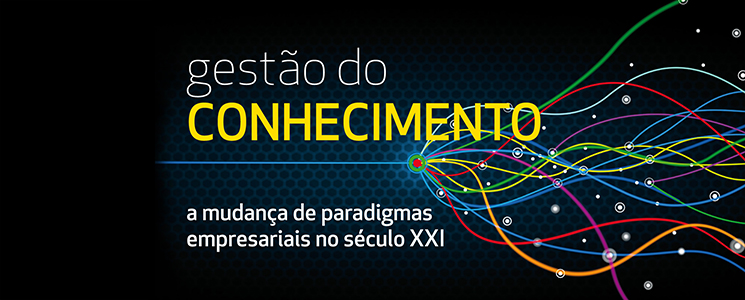 gestão do
CONHECIMENTO
a mudança de paradigmas
empresariais no século XXI